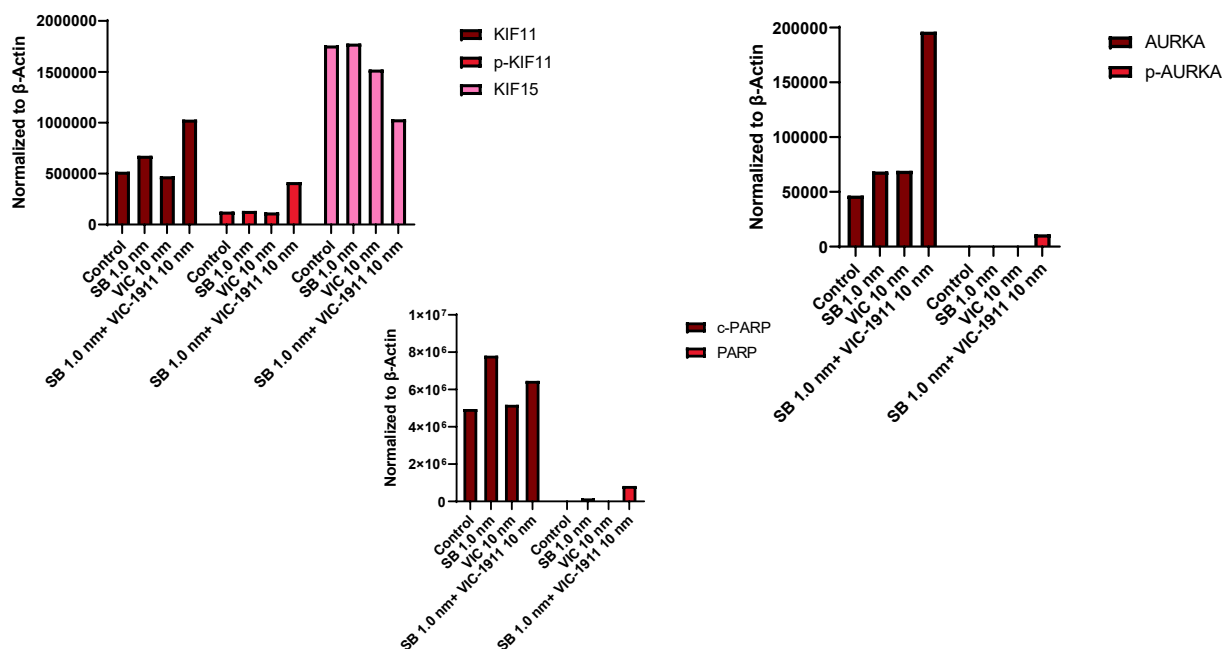 Normalized to β-Actin
2000000
1500000
1000000
500000
0
Control
SB 1.0 nm
VIC 10 nm
SB 1.0 nm+ VIC-1911 10 nm
Control
SB 1.0 nm
VIC 10 nm
SB 1.0 nm+ VIC-1911 10 nm
Control
SB 1.0 nm
VIC 10 nm
SB 1.0 nm+ VIC-1911 10 nm
KIF11
p-KIF11
KIF15
Normalized to β-Actin
200000
150000
100000
50000
0
Control
SB 1.0 nm
VIC 10 nm
SB 1.0 nm+ VIC-1911 10 nm
Control
SB 1.0 nm
VIC 10 nm
SB 1.0 nm+ VIC-1911 10 nm
AURKA
p-AURKA
Normalized to β-Actin
1×10⁷
8×10⁶
6×10⁶
4×10⁶
2×10⁶
0
Control
SB 1.0 nm
VIC 10 nm
SB 1.0 nm+ VIC-1911 10 nm
Control
SB 1.0 nm
VIC 10 nm
SB 1.0 nm+ VIC-1911 10 nm
c-PARP
PARP